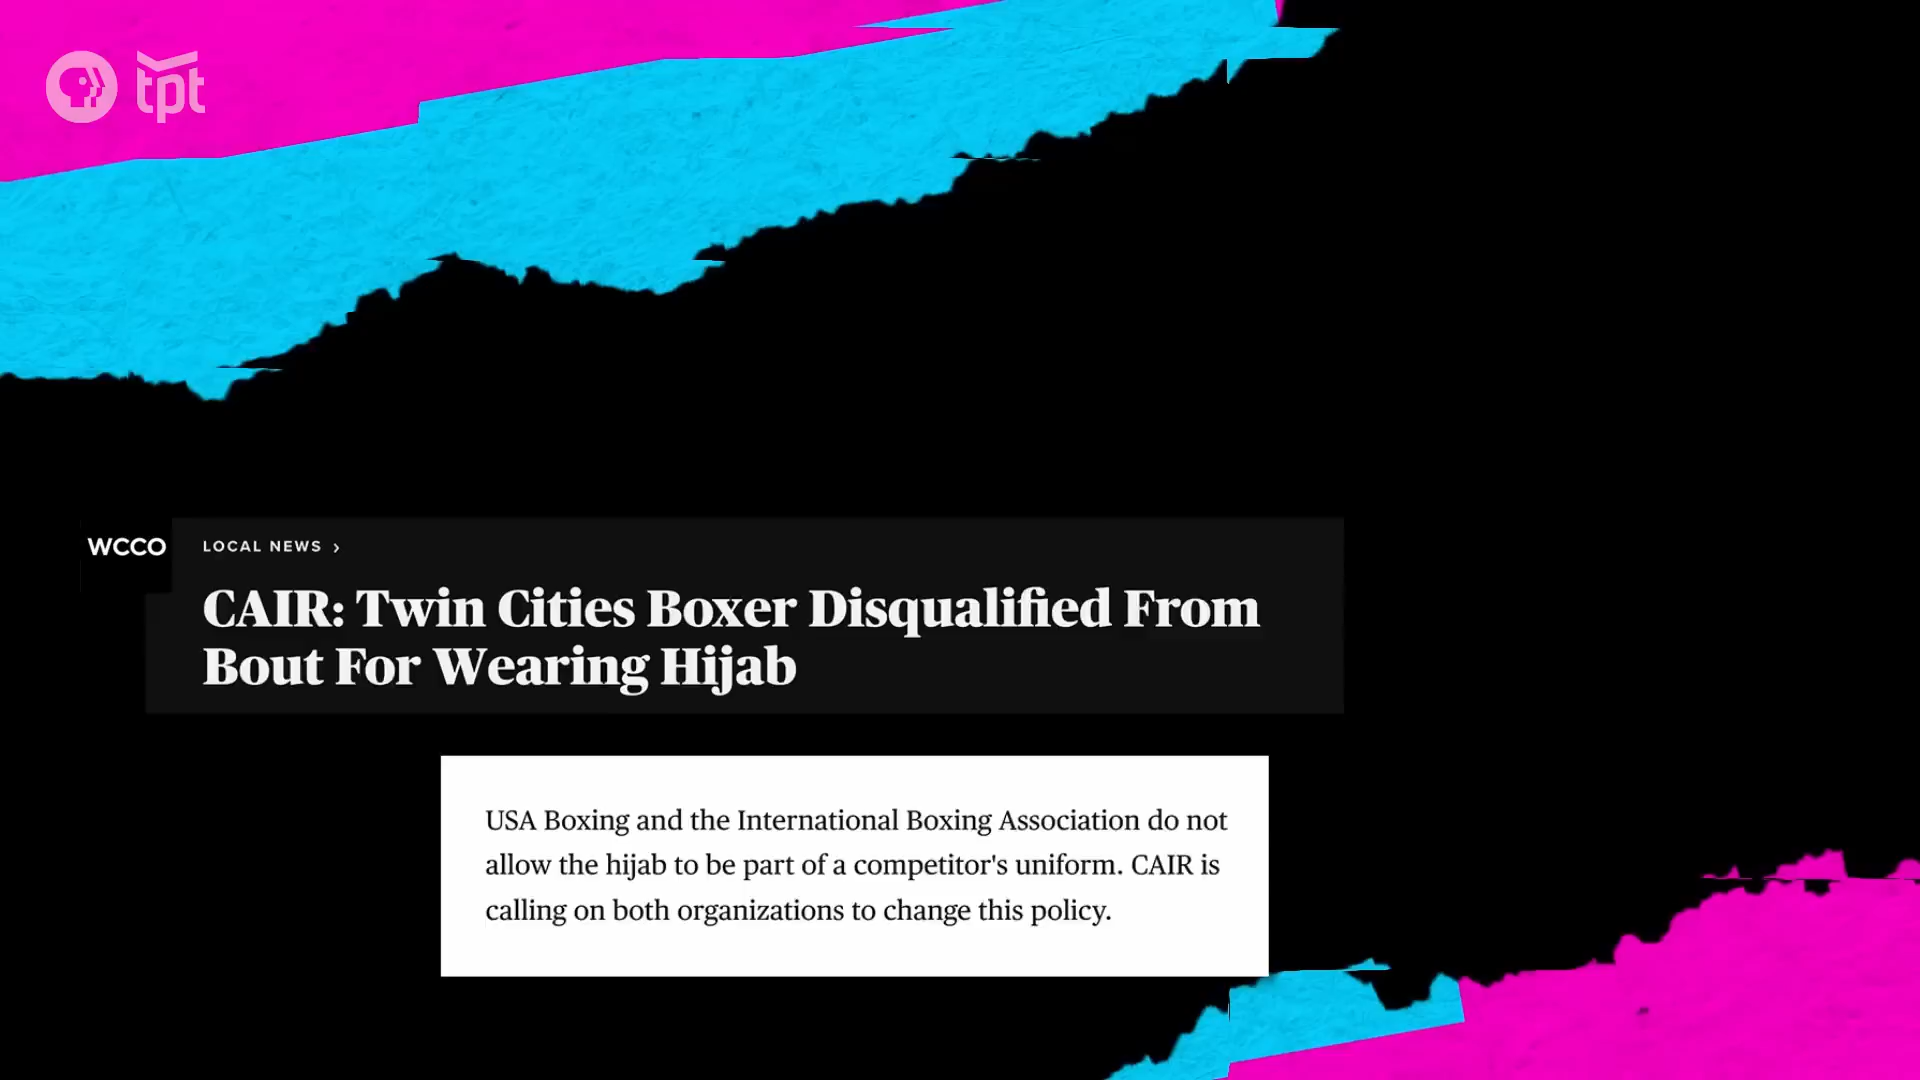 tpt
WCCO
LOCAL NEWS >
CAIR: Twin Cities Boxer Disqualified From
Bout For Wearing Hijab
USA Boxing and the International Boxing Association do not
allow the hijab to be part of a competitor's uniform. CAIR is
calling on both organizations to change this policy.